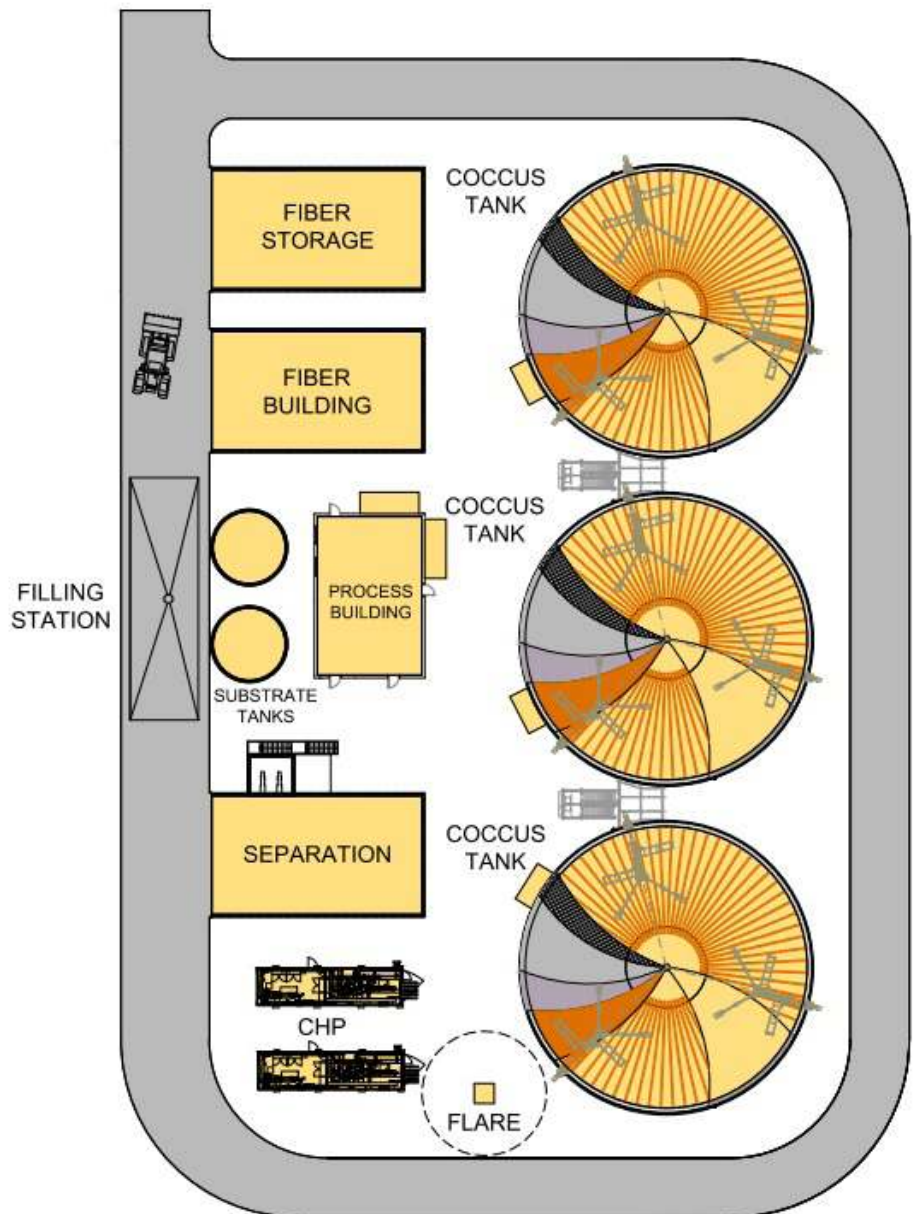 COCCUS
TANK
FIBER
STORAGE
FIBER
BUILDING
COCCUS
TANK
FILLING
STATION
PROCESS
BUILDING
SUBSTRATE
TANKS
COCCUS
TANK
SEPARATION
CHP
FLARE